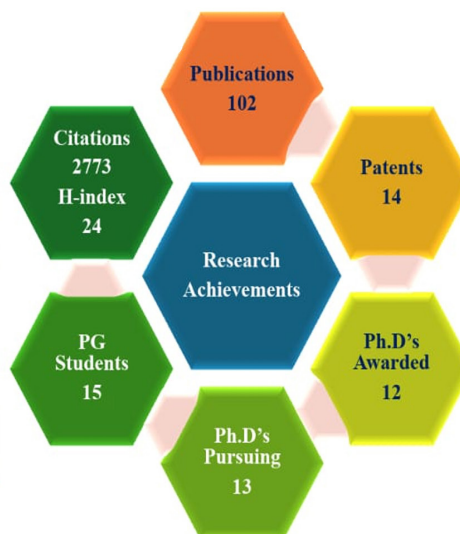 Publications
102
Patents
14
Ph.D's
Awarded
12
Ph.D's
Pursuing
13
PG
Students
15
Citations
2773
H-index
24
Research
Achievements